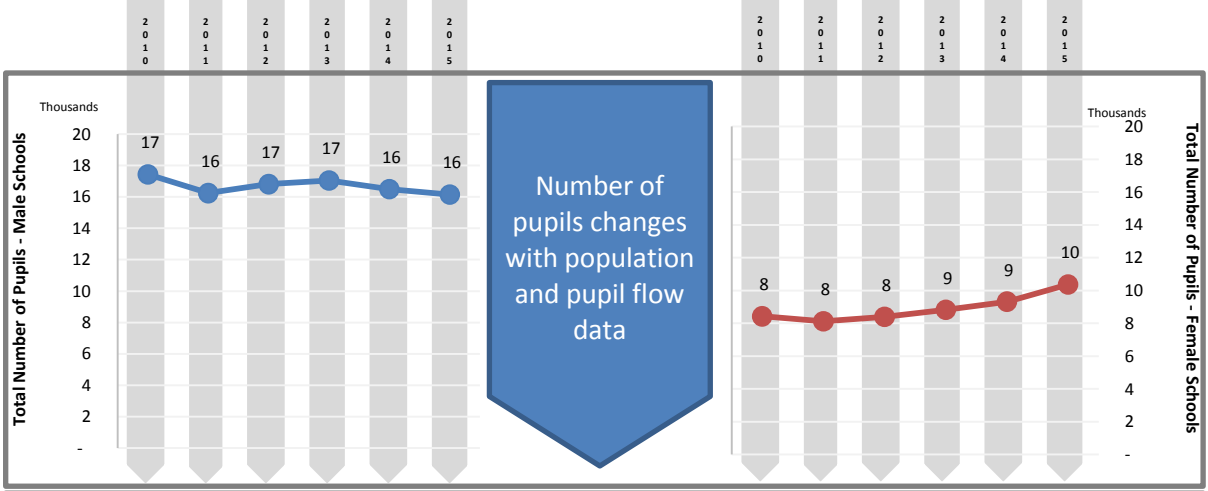 2010 2011 2012 2013 2014 2015
2010 2011 2012 2013 2014 2015
Total Number of Pupils - Male Schools
Thousands
20
18
16
14
12
10
8
6
4
2
-
17 16 17 17 16 16
Number of
pupils changes
with population
and pupil flow
data
8 8 8 9 9 10
Thousands
20
18
16
14
12
10
8
6
4
2
-
Total Number of Pupils - Female Schools